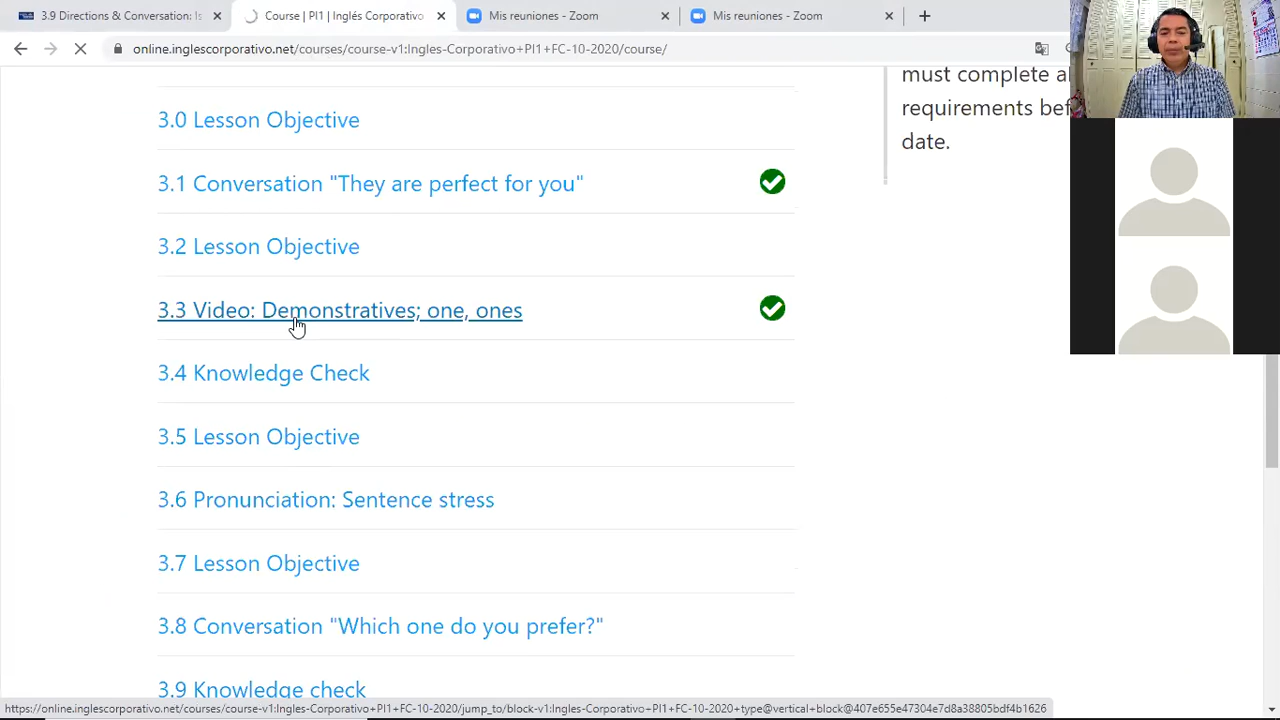 3.9 Directions & Conversation: Is
Course | PI1 | Inglés Corporativo
Mis reuniones - Zoom
Mis reuniones - Zoom
online.inglescorporativo.net/courses/course-v1:Ingles-Corporativo+PI1+FC-10-2020/course/
must complete a
requirements bef
date.
3.0 Lesson Objective
3.1 Conversation "They are perfect for you"
3.2 Lesson Objective
3.3 Video: Demonstratives; one, ones
3.4 Knowledge Check
3.5 Lesson Objective
3.6 Pronunciation: Sentence stress
3.7 Lesson Objective
3.8 Conversation "Which one do you prefer?"
3.9 Knowledge check
https://online.inglescorporativo.net/courses/course-v1:Ingles-Corporativo+PI1+FC-10-2020/jump_to/block-v1:Ingles-Corporativo+PI1+FC-10-2020+type@vertical+block@407e655e47304e7d8a38805bdf4b1626